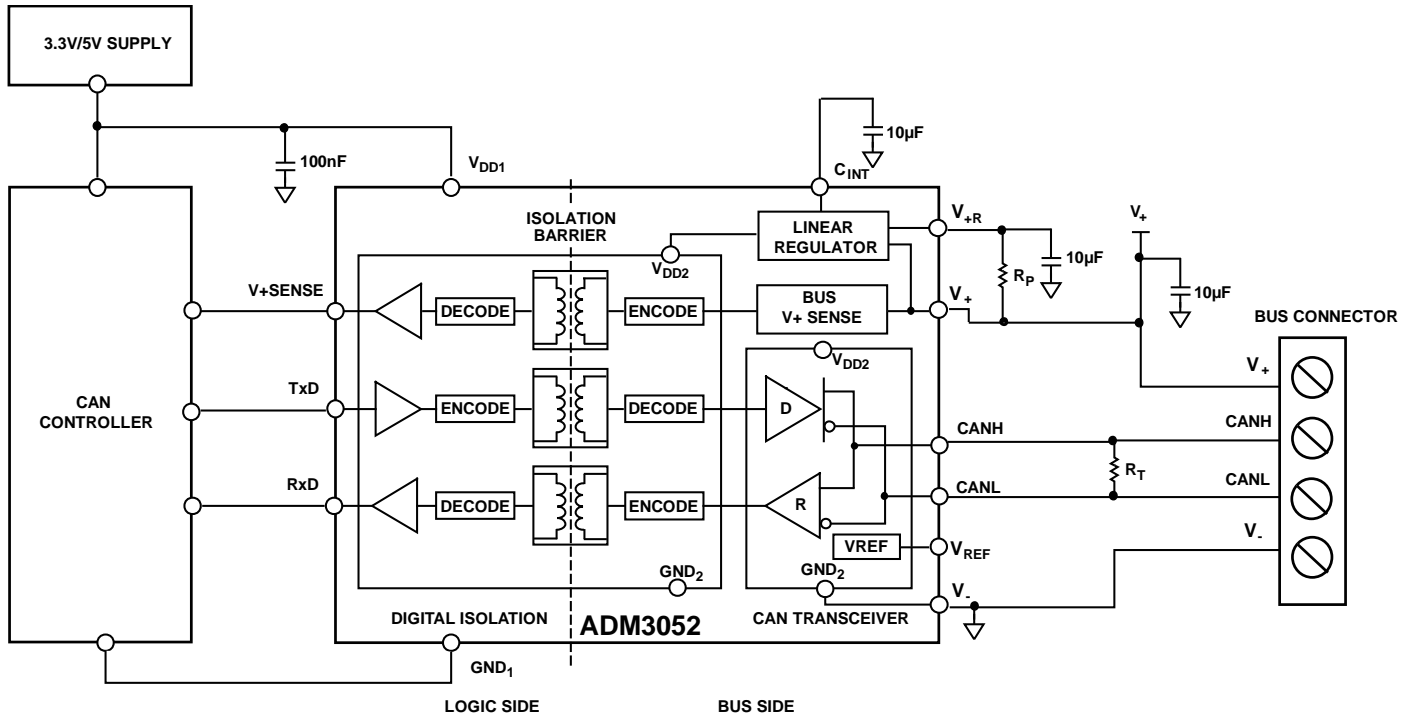 3.3V/5V SUPPLY
100nF
VDD1
10µF
CINT
ISOLATION
BARRIER
LINEAR
REGULATOR
V+R
V+
10µF
RP
10µF
VDD2
V+SENSE
DECODE
ENCODE
BUS
V+ SENSE
V+
BUS CONNECTOR
VDD2
V+
CAN
CONTROLLER
TxD
ENCODE
DECODE
D
CANH
CANH
RT
RxD
DECODE
ENCODE
R
CANL
CANL
VREF
VREF
V-
GND2
GND2
V-
DIGITAL ISOLATION
ADM3052
CAN TRANSCEIVER
GND1
LOGIC SIDE
BUS SIDE